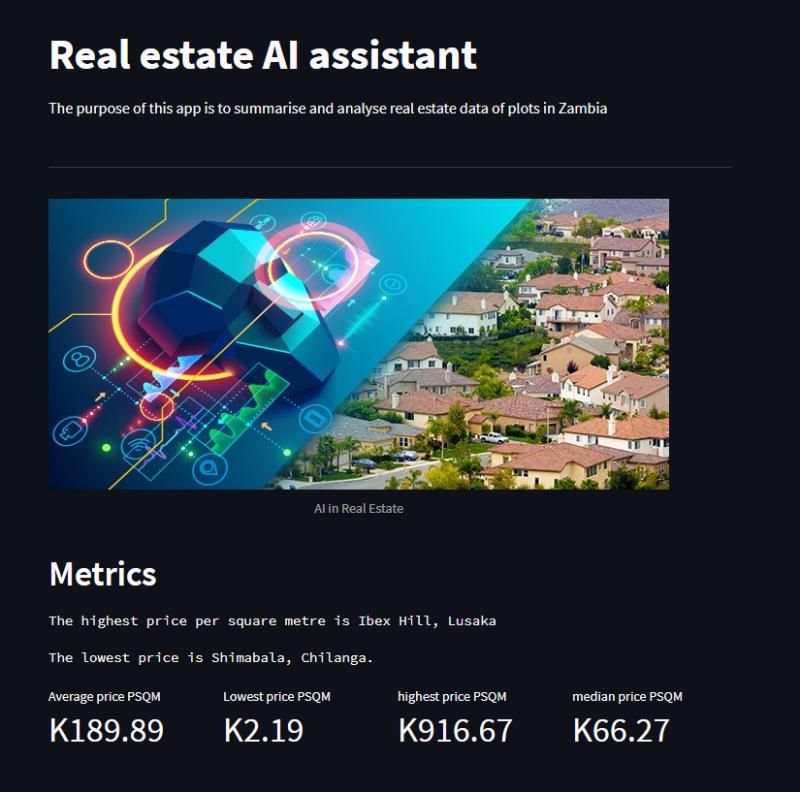 Real estate AI assistant
The purpose of this app is to summarise and analyse real estate data of plots in Zambia
AI in Real Estate
Metrics
The highest price per square metre is Ibex Hill, Lusaka
The lowest price is Shimabala, Chilanga.
Average price PSQM
Lowest price PSQM
highest price PSQM
median price PSQM
K189.89
K2.19
K916.67
K66.27